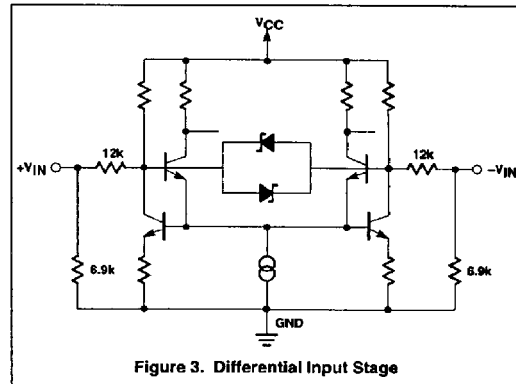 VCC
12k
12k
+VIN
−VIN
6.9k
6.9k
GND
Figure 3. Differential Input Stage